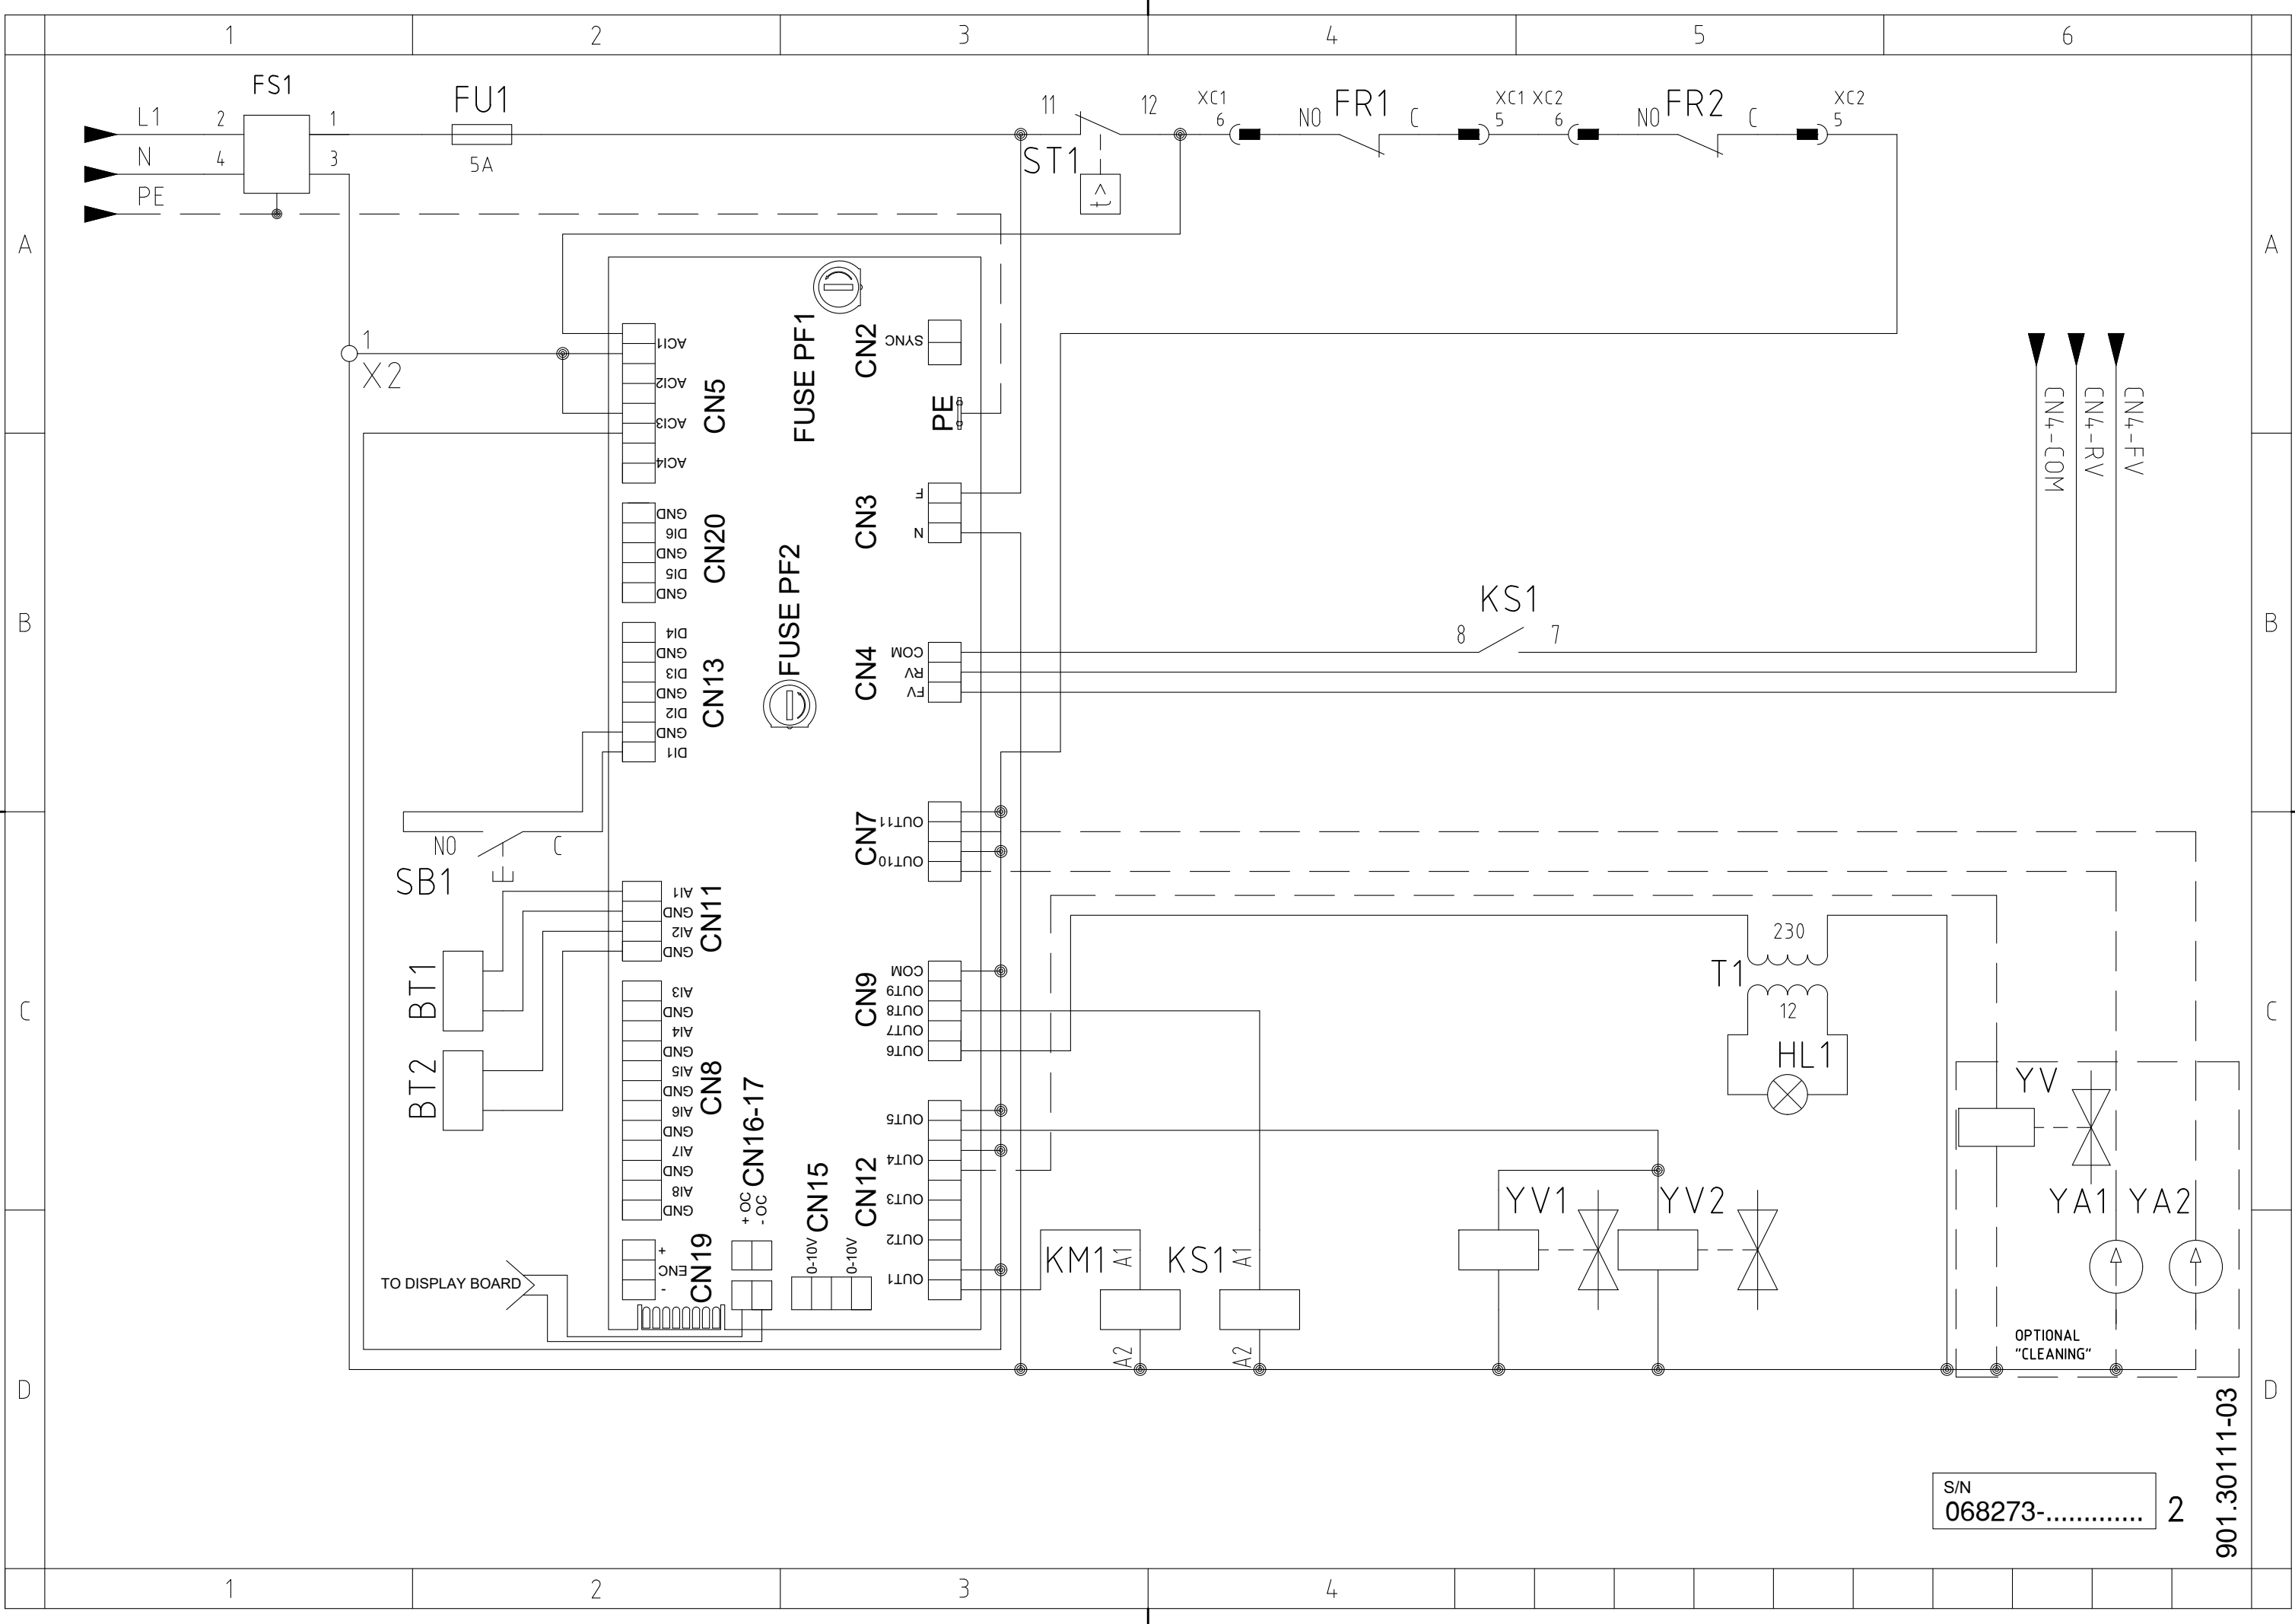 1 2 3 4 5 6
FS1
FU1
5A
L1 2 1
N 4 3
PE
11 12
ST1
t>
XC1
6
NO FR1 C
XC1 XC2
5 6
NO FR2 C
XC2
5
A A
1
X2
ACI1
ACI2
ACI3
ACI4
CN5
FUSE PF1
CN2
SYNC
PE
CN3
F
N
CN4-COM
CN4-RV
CN4-FV
B B
GND
DI6
GND
DI5
GND
CN20
FUSE PF2
DI4
GND
DI3
GND
DI2
GND
DI1
CN13
CN4
COM
RV
FV
KS1
8 7
NO C
SB1
CN7
OUT11
OUT10
AI1
GND
AI2
GND
CN11
BT1
BT2
C C
AI3
GND
AI4
GND
AI5
GND
AI6
GND
AI7
GND
AI8
GND
CN8
CN9
COM
OUT9
OUT8
OUT7
OUT6
230
T1
12
HL1
CN16-17
+ OC
- OC
CN15
0-10V
0-10V
CN12
OUT5
OUT4
OUT3
OUT2
OUT1
+
ENC
-
CN19
TO DISPLAY BOARD
KM1 A1
A2
KS1 A1
A2
YV1
YV2
YV
YA1 YA2
OPTIONAL
"CLEANING"
D D
S/N
068273-.............
2
901.30111-03
1 2 3 4